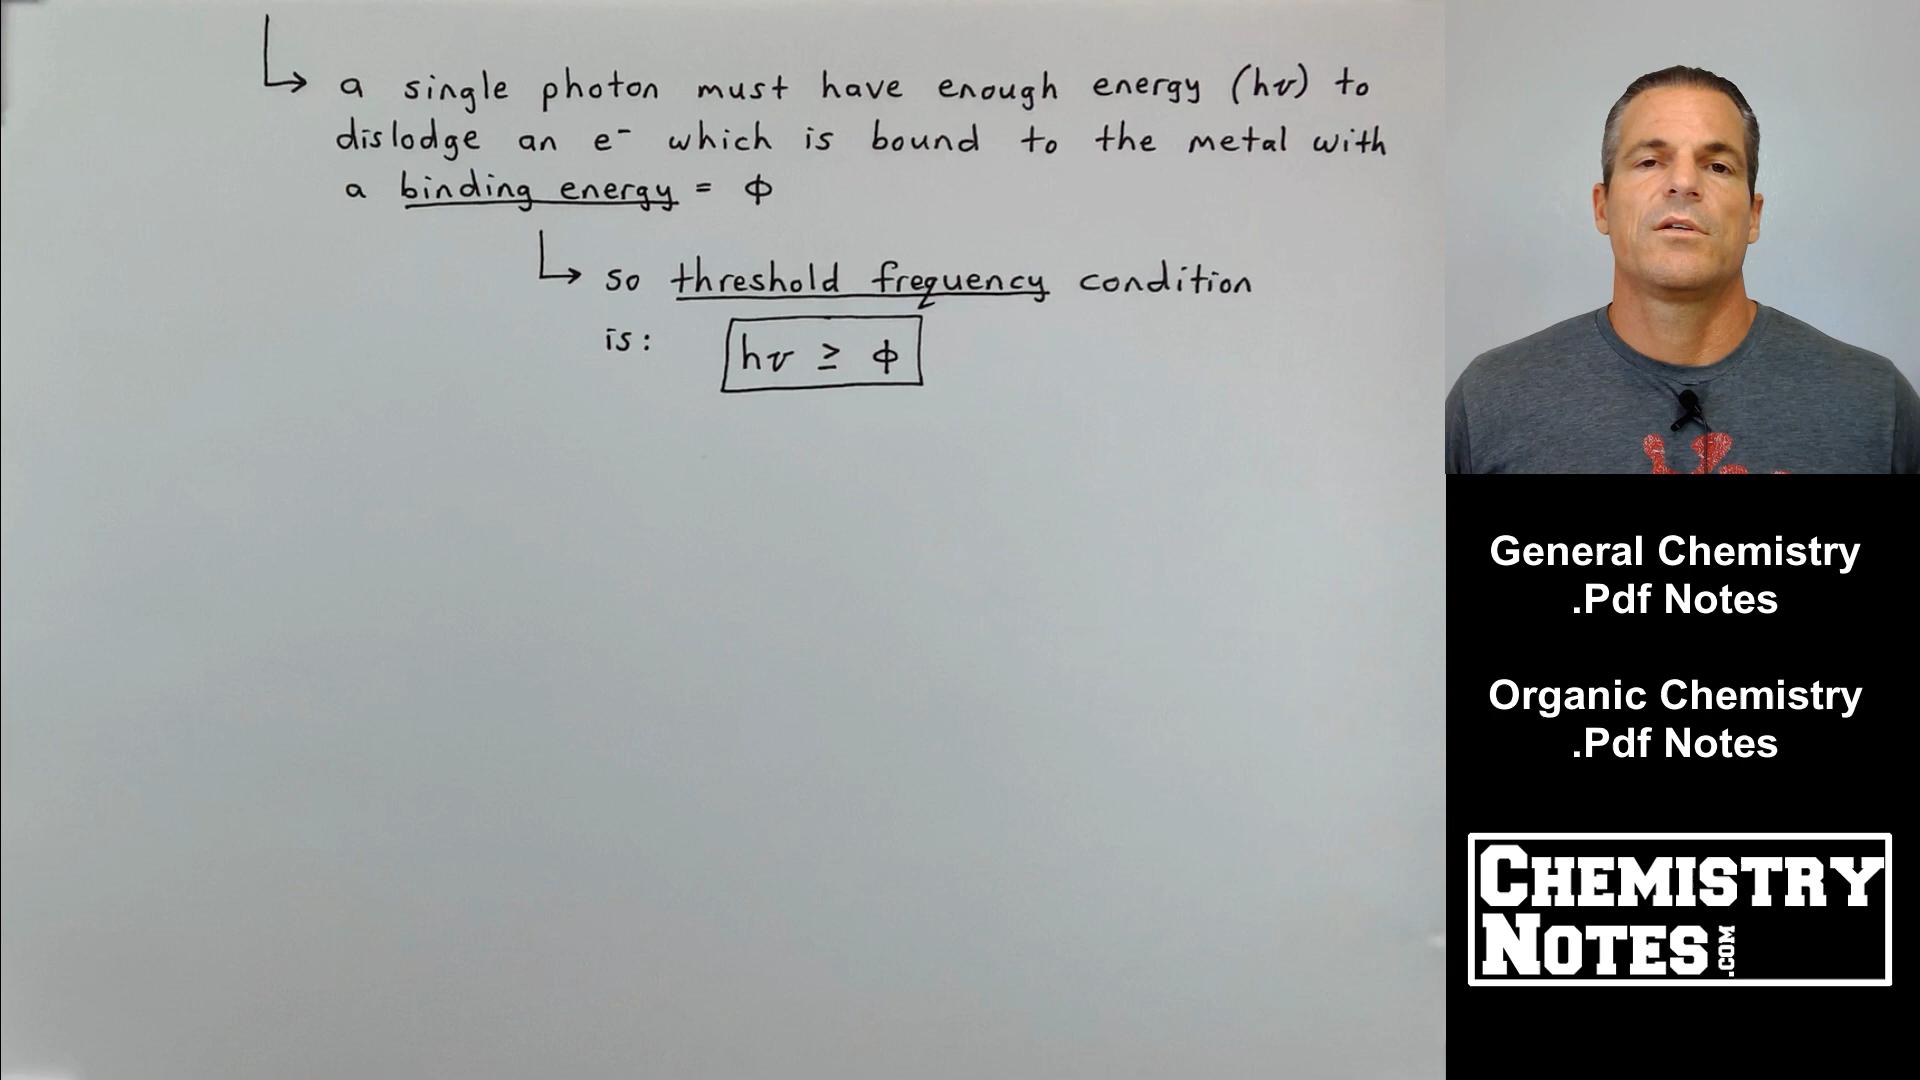 a single photon must have enough energy (hν) to
dislodge an e⁻ which is bound to the metal with
a binding energy = ϕ
so threshold frequency condition
is: hν ≥ ϕ
General Chemistry
.Pdf Notes
Organic Chemistry
.Pdf Notes
CHEMISTRY
NOTES.COM